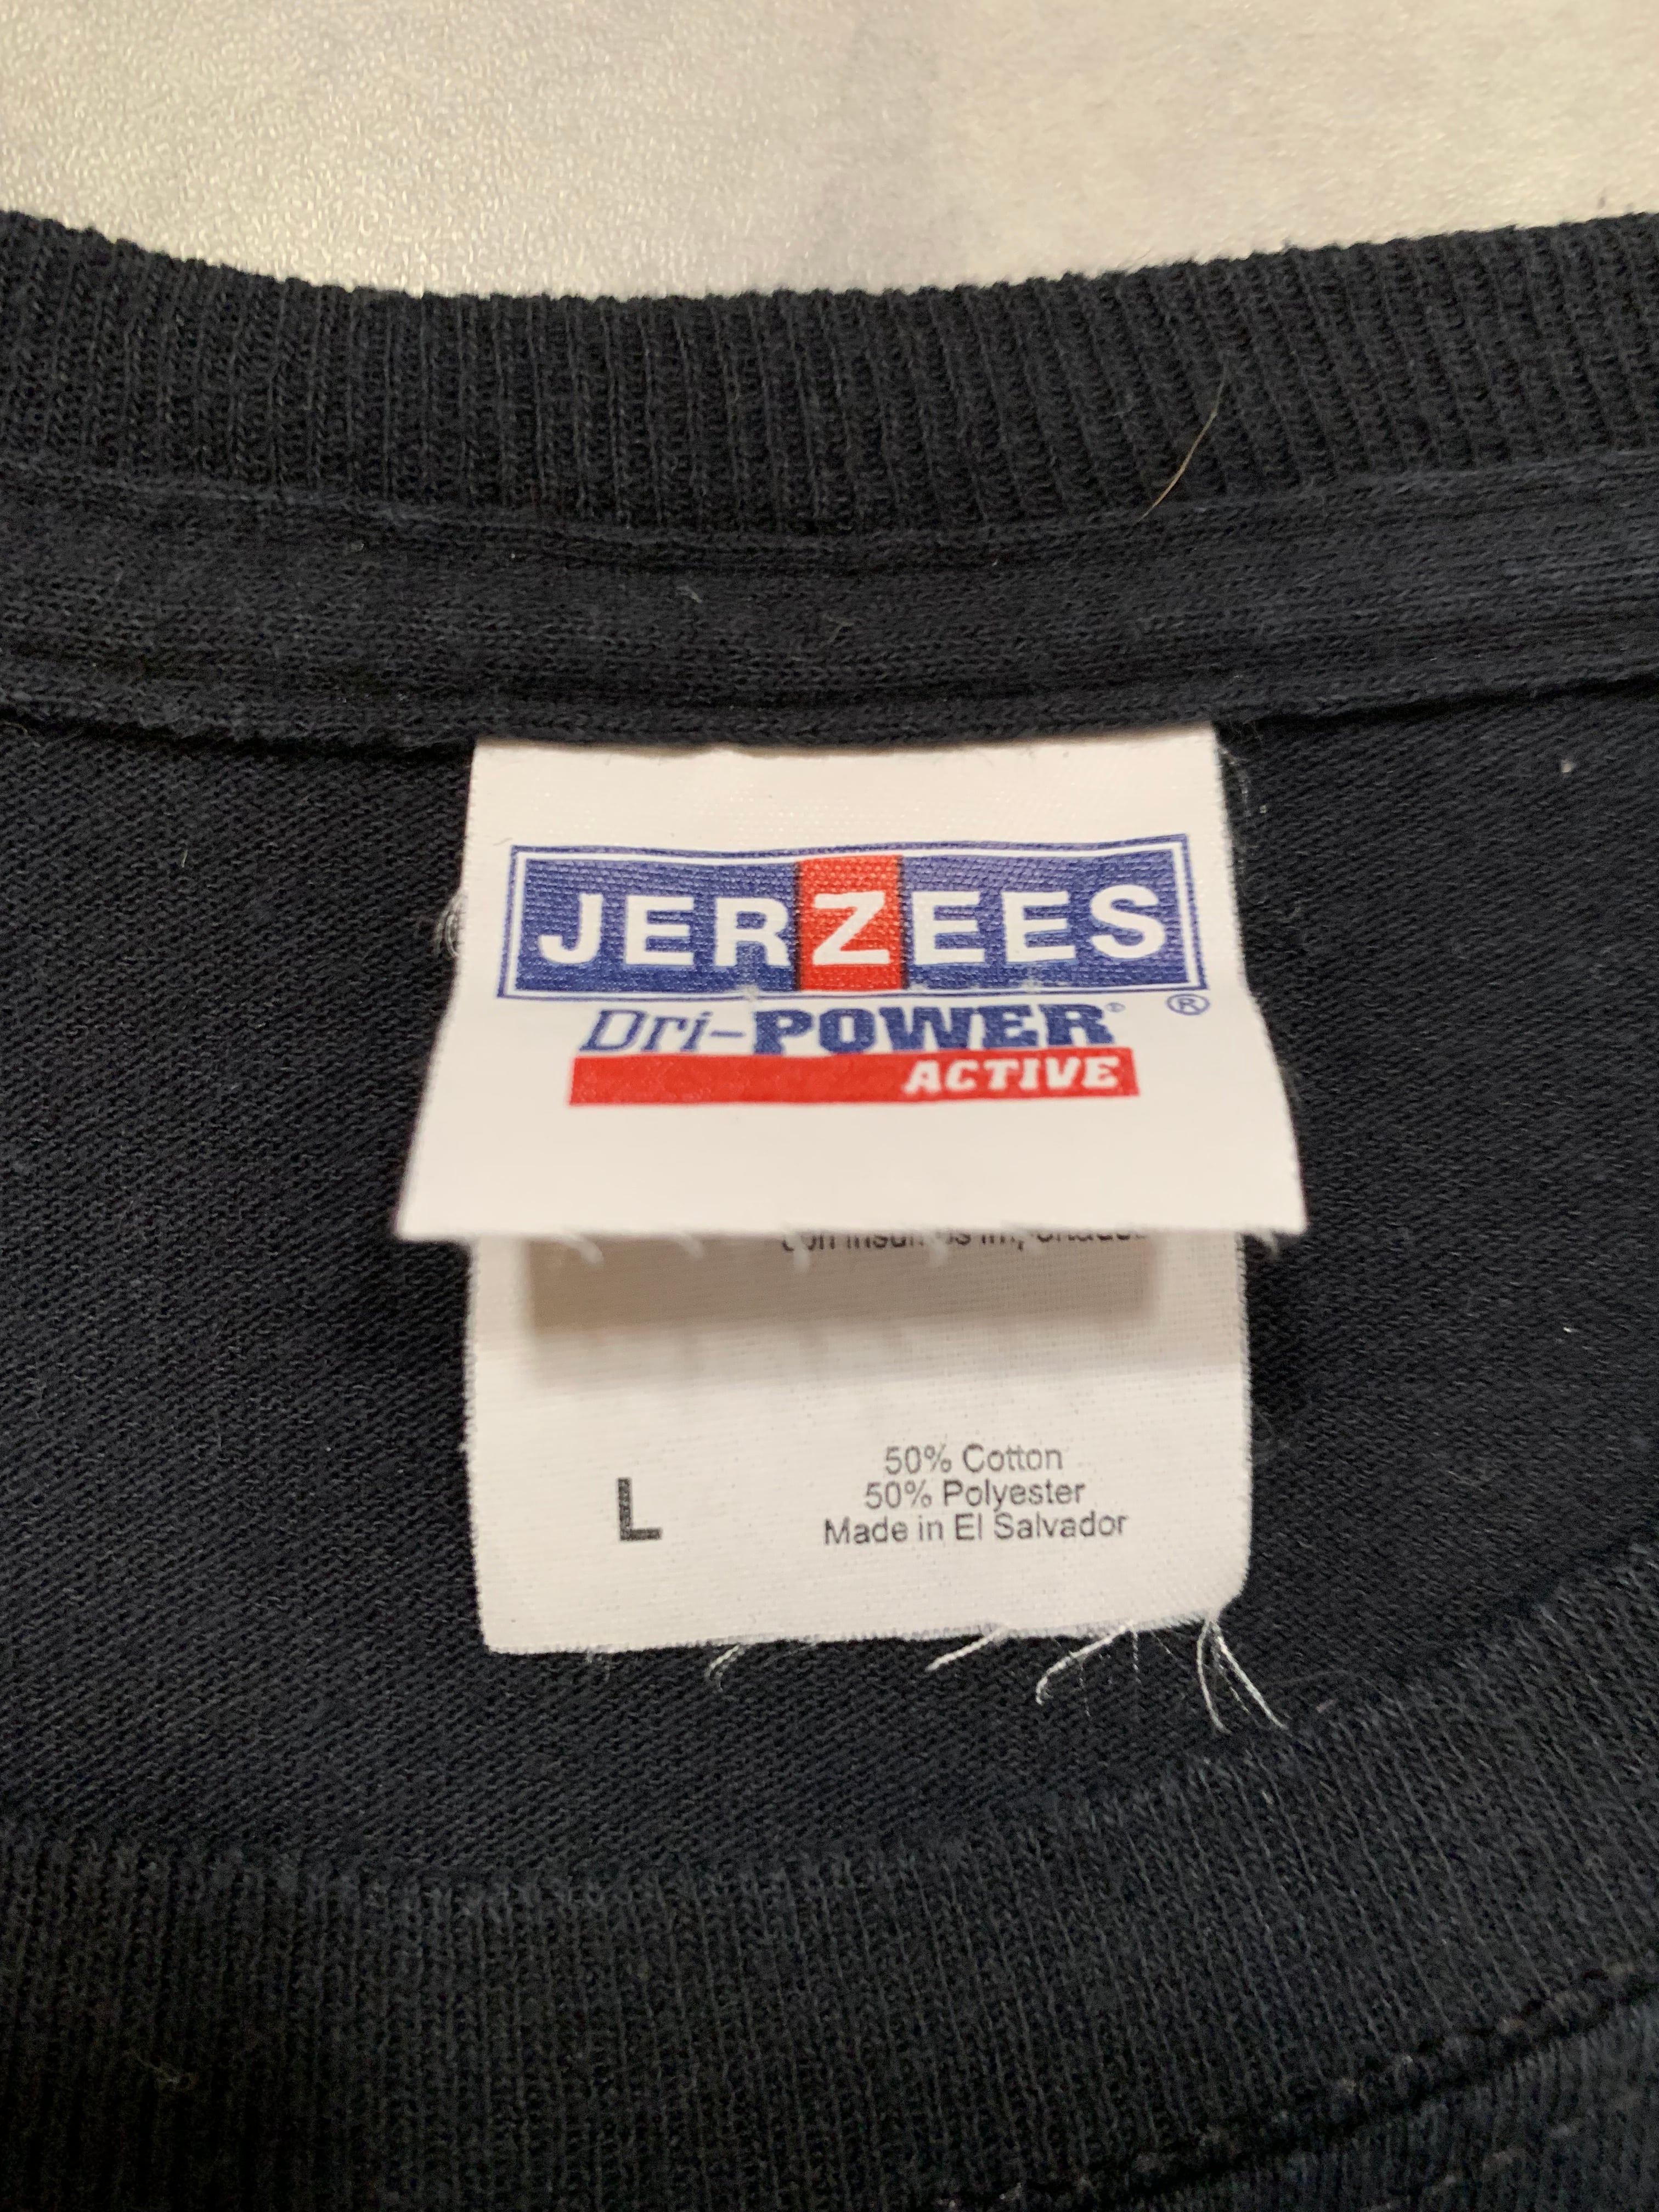 JERZEES
®
Dri-POWER®
ACTIVE
L
50% Cotton
50% Polyester
Made in El Salvador